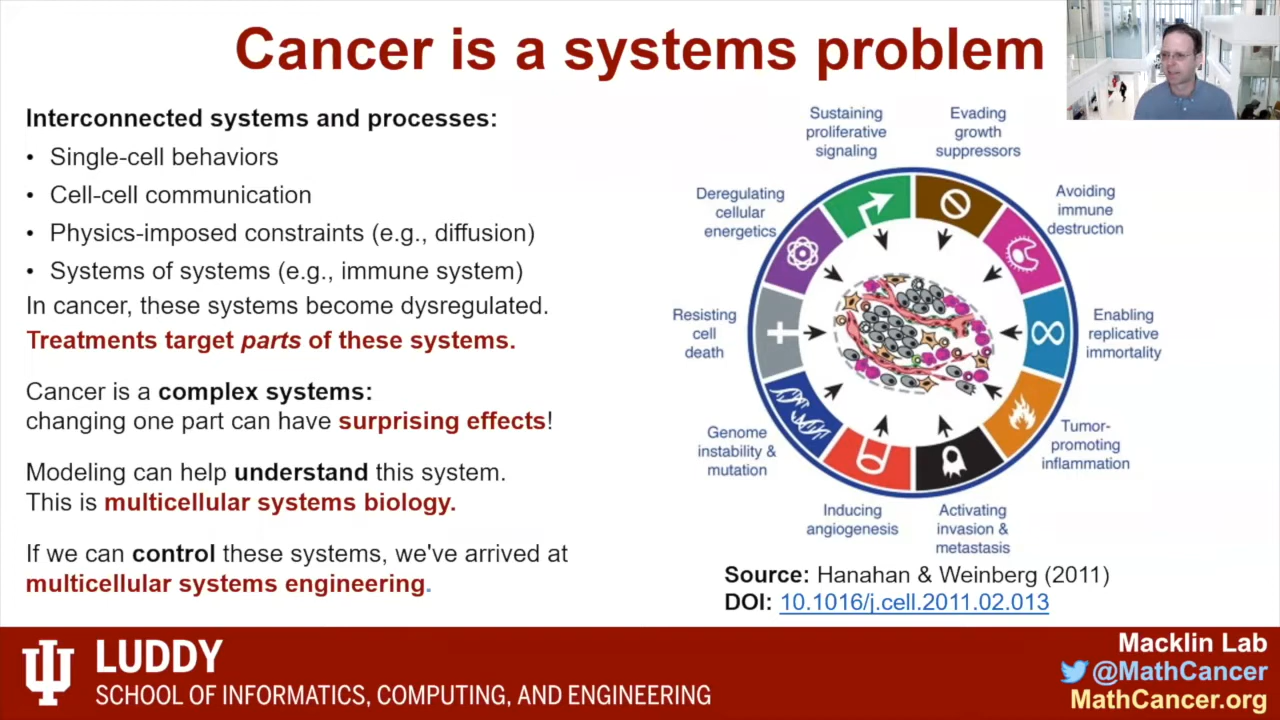 Cancer is a systems problem
Interconnected systems and processes:
• Single-cell behaviors
• Cell-cell communication
• Physics-imposed constraints (e.g., diffusion)
• Systems of systems (e.g., immune system)
In cancer, these systems become dysregulated.
Treatments target parts of these systems.
Cancer is a complex systems:
changing one part can have surprising effects!
Modeling can help understand this system.
This is multicellular systems biology.
If we can control these systems, we've arrived at
multicellular systems engineering.
Sustaining
proliferative
signaling
Evading
growth
suppressors
Avoiding
immune
destruction
Enabling
replicative
immortality
Tumor-
promoting
inflammation
Activating
invasion &
metastasis
Inducing
angiogenesis
Genome
instability &
mutation
Resisting
cell
death
Deregulating
cellular
energetics
Source: Hanahan & Weinberg (2011)
DOI: 10.1016/j.cell.2011.02.013
LUDDY
SCHOOL OF INFORMATICS, COMPUTING, AND ENGINEERING
Macklin Lab
@MathCancer
MathCancer.org